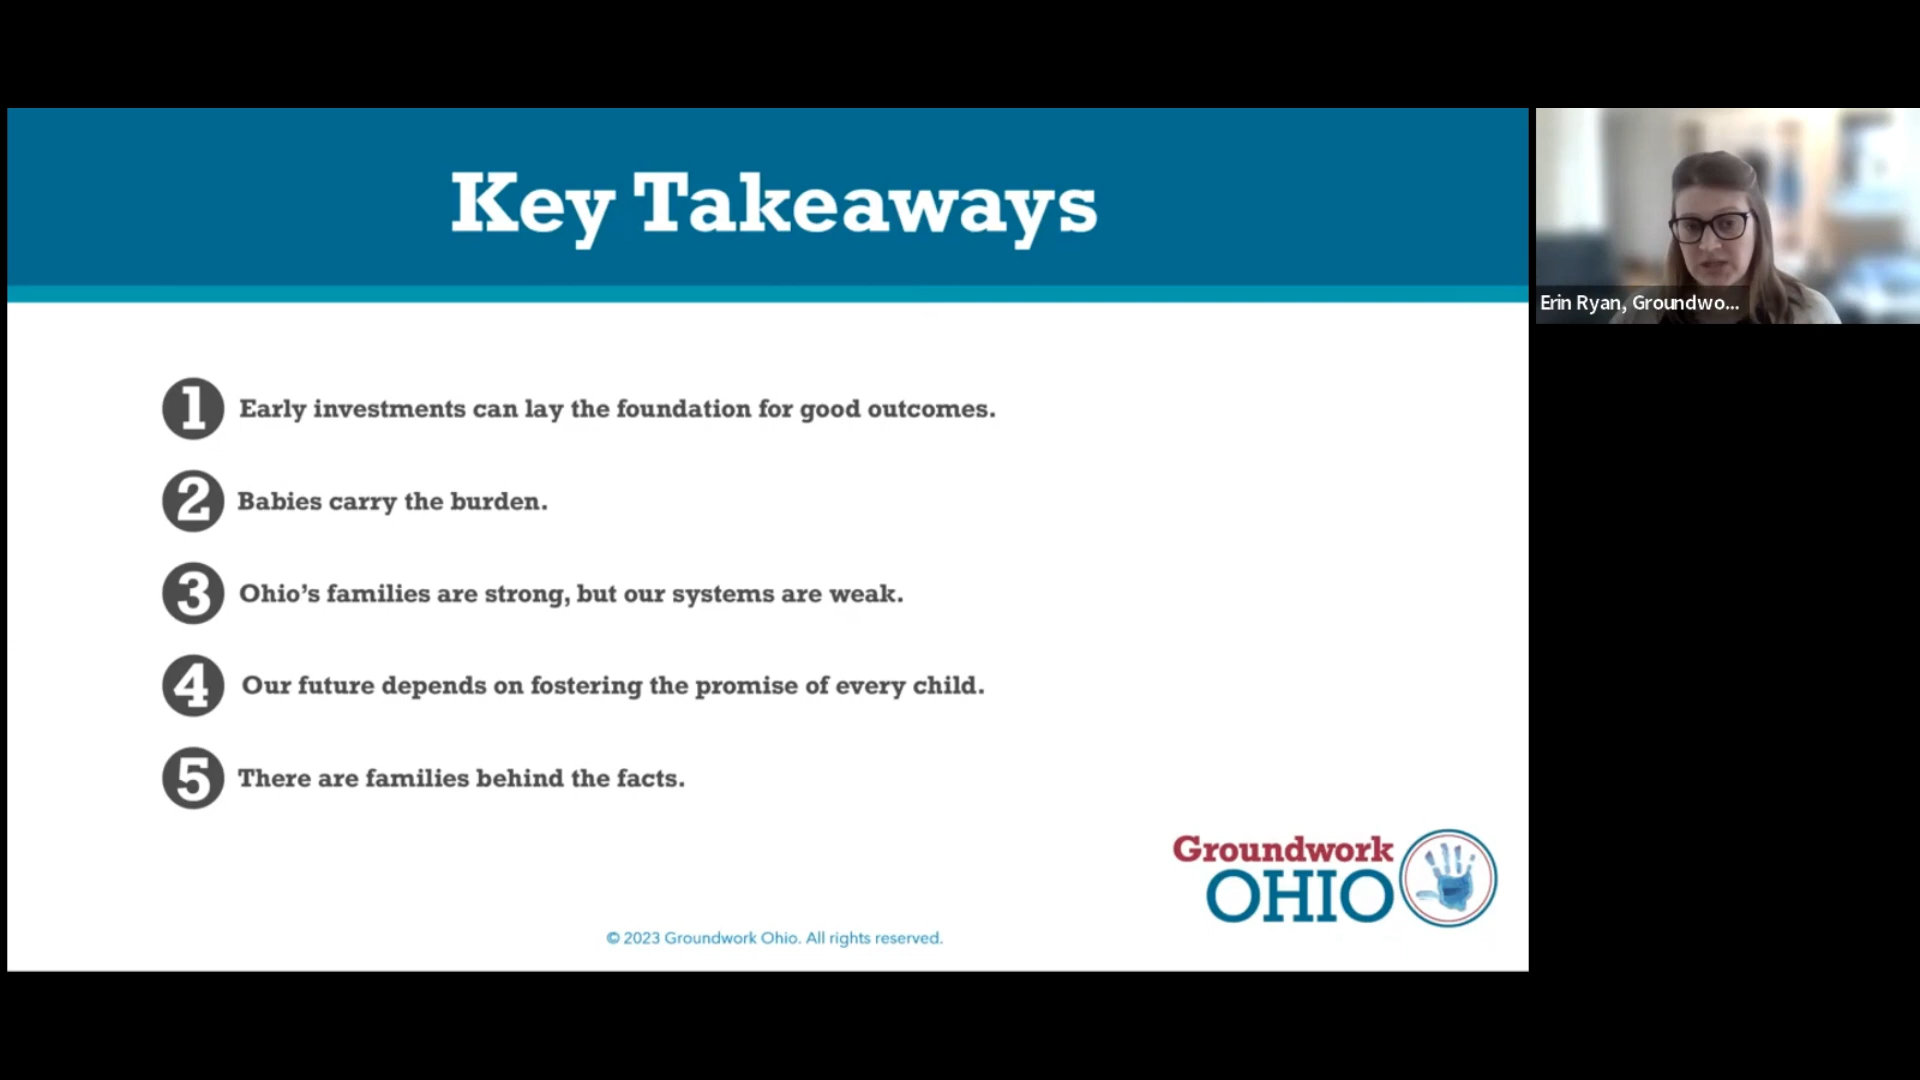 Key Takeaways
1 Early investments can lay the foundation for good outcomes.
2 Babies carry the burden.
3 Ohio’s families are strong, but our systems are weak.
4 Our future depends on fostering the promise of every child.
5 There are families behind the facts.
Groundwork
OHIO
© 2023 Groundwork Ohio. All rights reserved.
Erin Ryan, Groundwo...